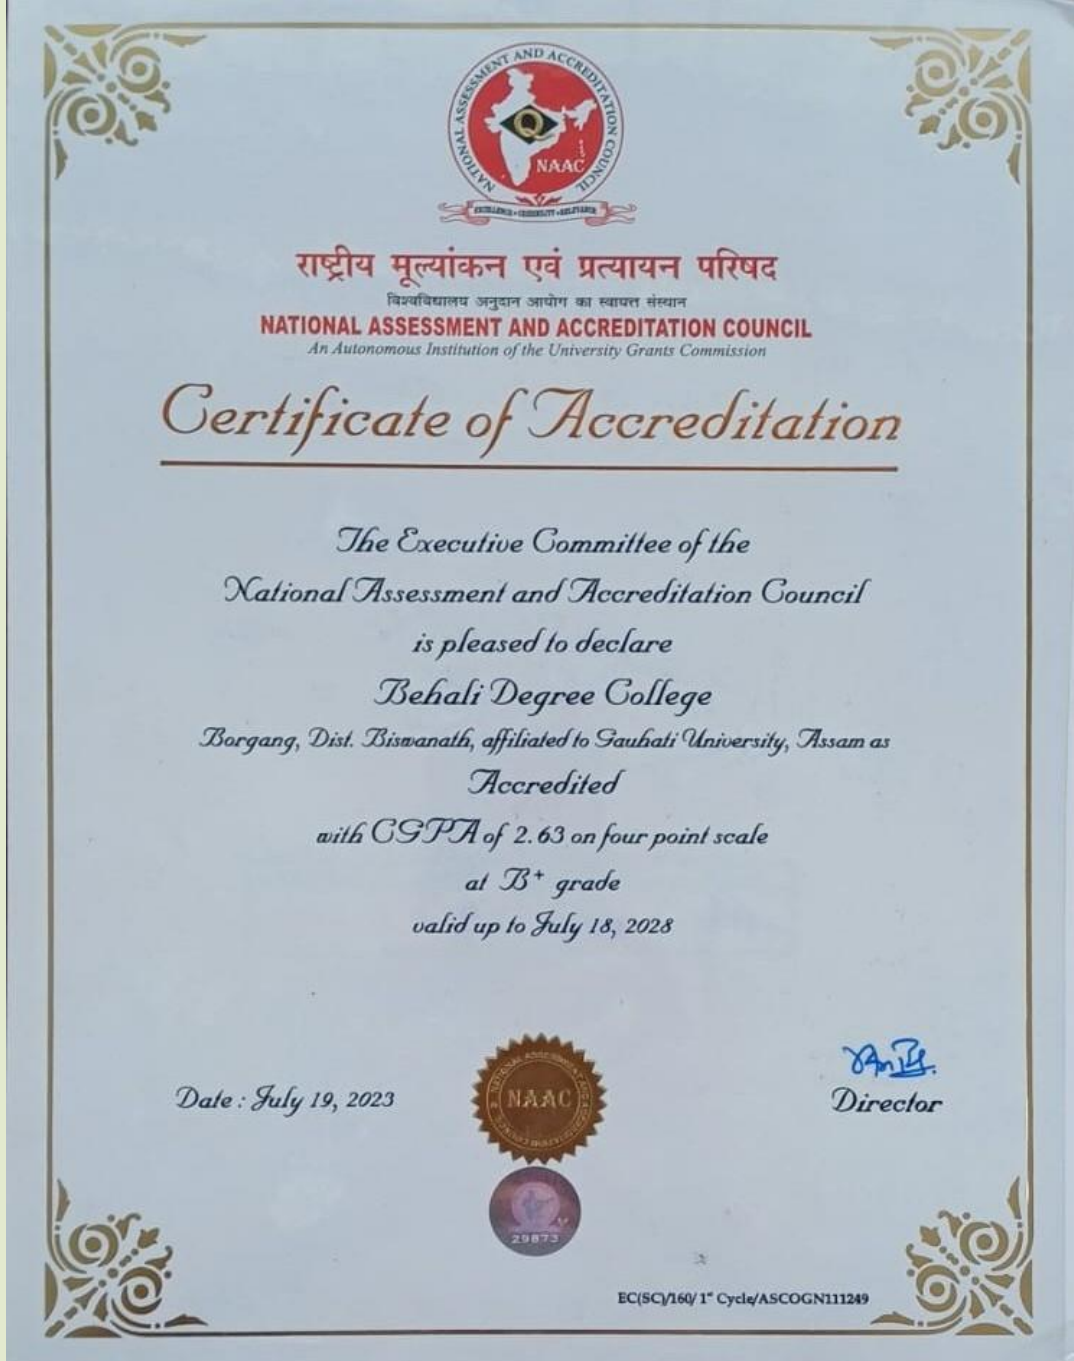 NATIONAL ASSESSMENT AND ACCREDITATION COUNCIL
Q
NAAC
EXCELLENCE • CREDIBILITY • RELEVANCE
राष्ट्रीय मूल्यांकन एवं प्रत्यायन परिषद
विश्वविद्यालय अनुदान आयोग का स्वायत्त संस्थान
NATIONAL ASSESSMENT AND ACCREDITATION COUNCIL
An Autonomous Institution of the University Grants Commission
Certificate of Accreditation
The Executive Committee of the
National Assessment and Accreditation Council
is pleased to declare
Behali Degree College
Borgang, Dist. Biswanath, affiliated to Gauhati University, Assam as
Accredited
with CGPA of 2.63 on four point scale
at B+ grade
valid up to July 18, 2028
Date : July 19, 2023
NAAC
Director
29873
EC(SC)/160/ 1st Cycle/ASCOGN111249